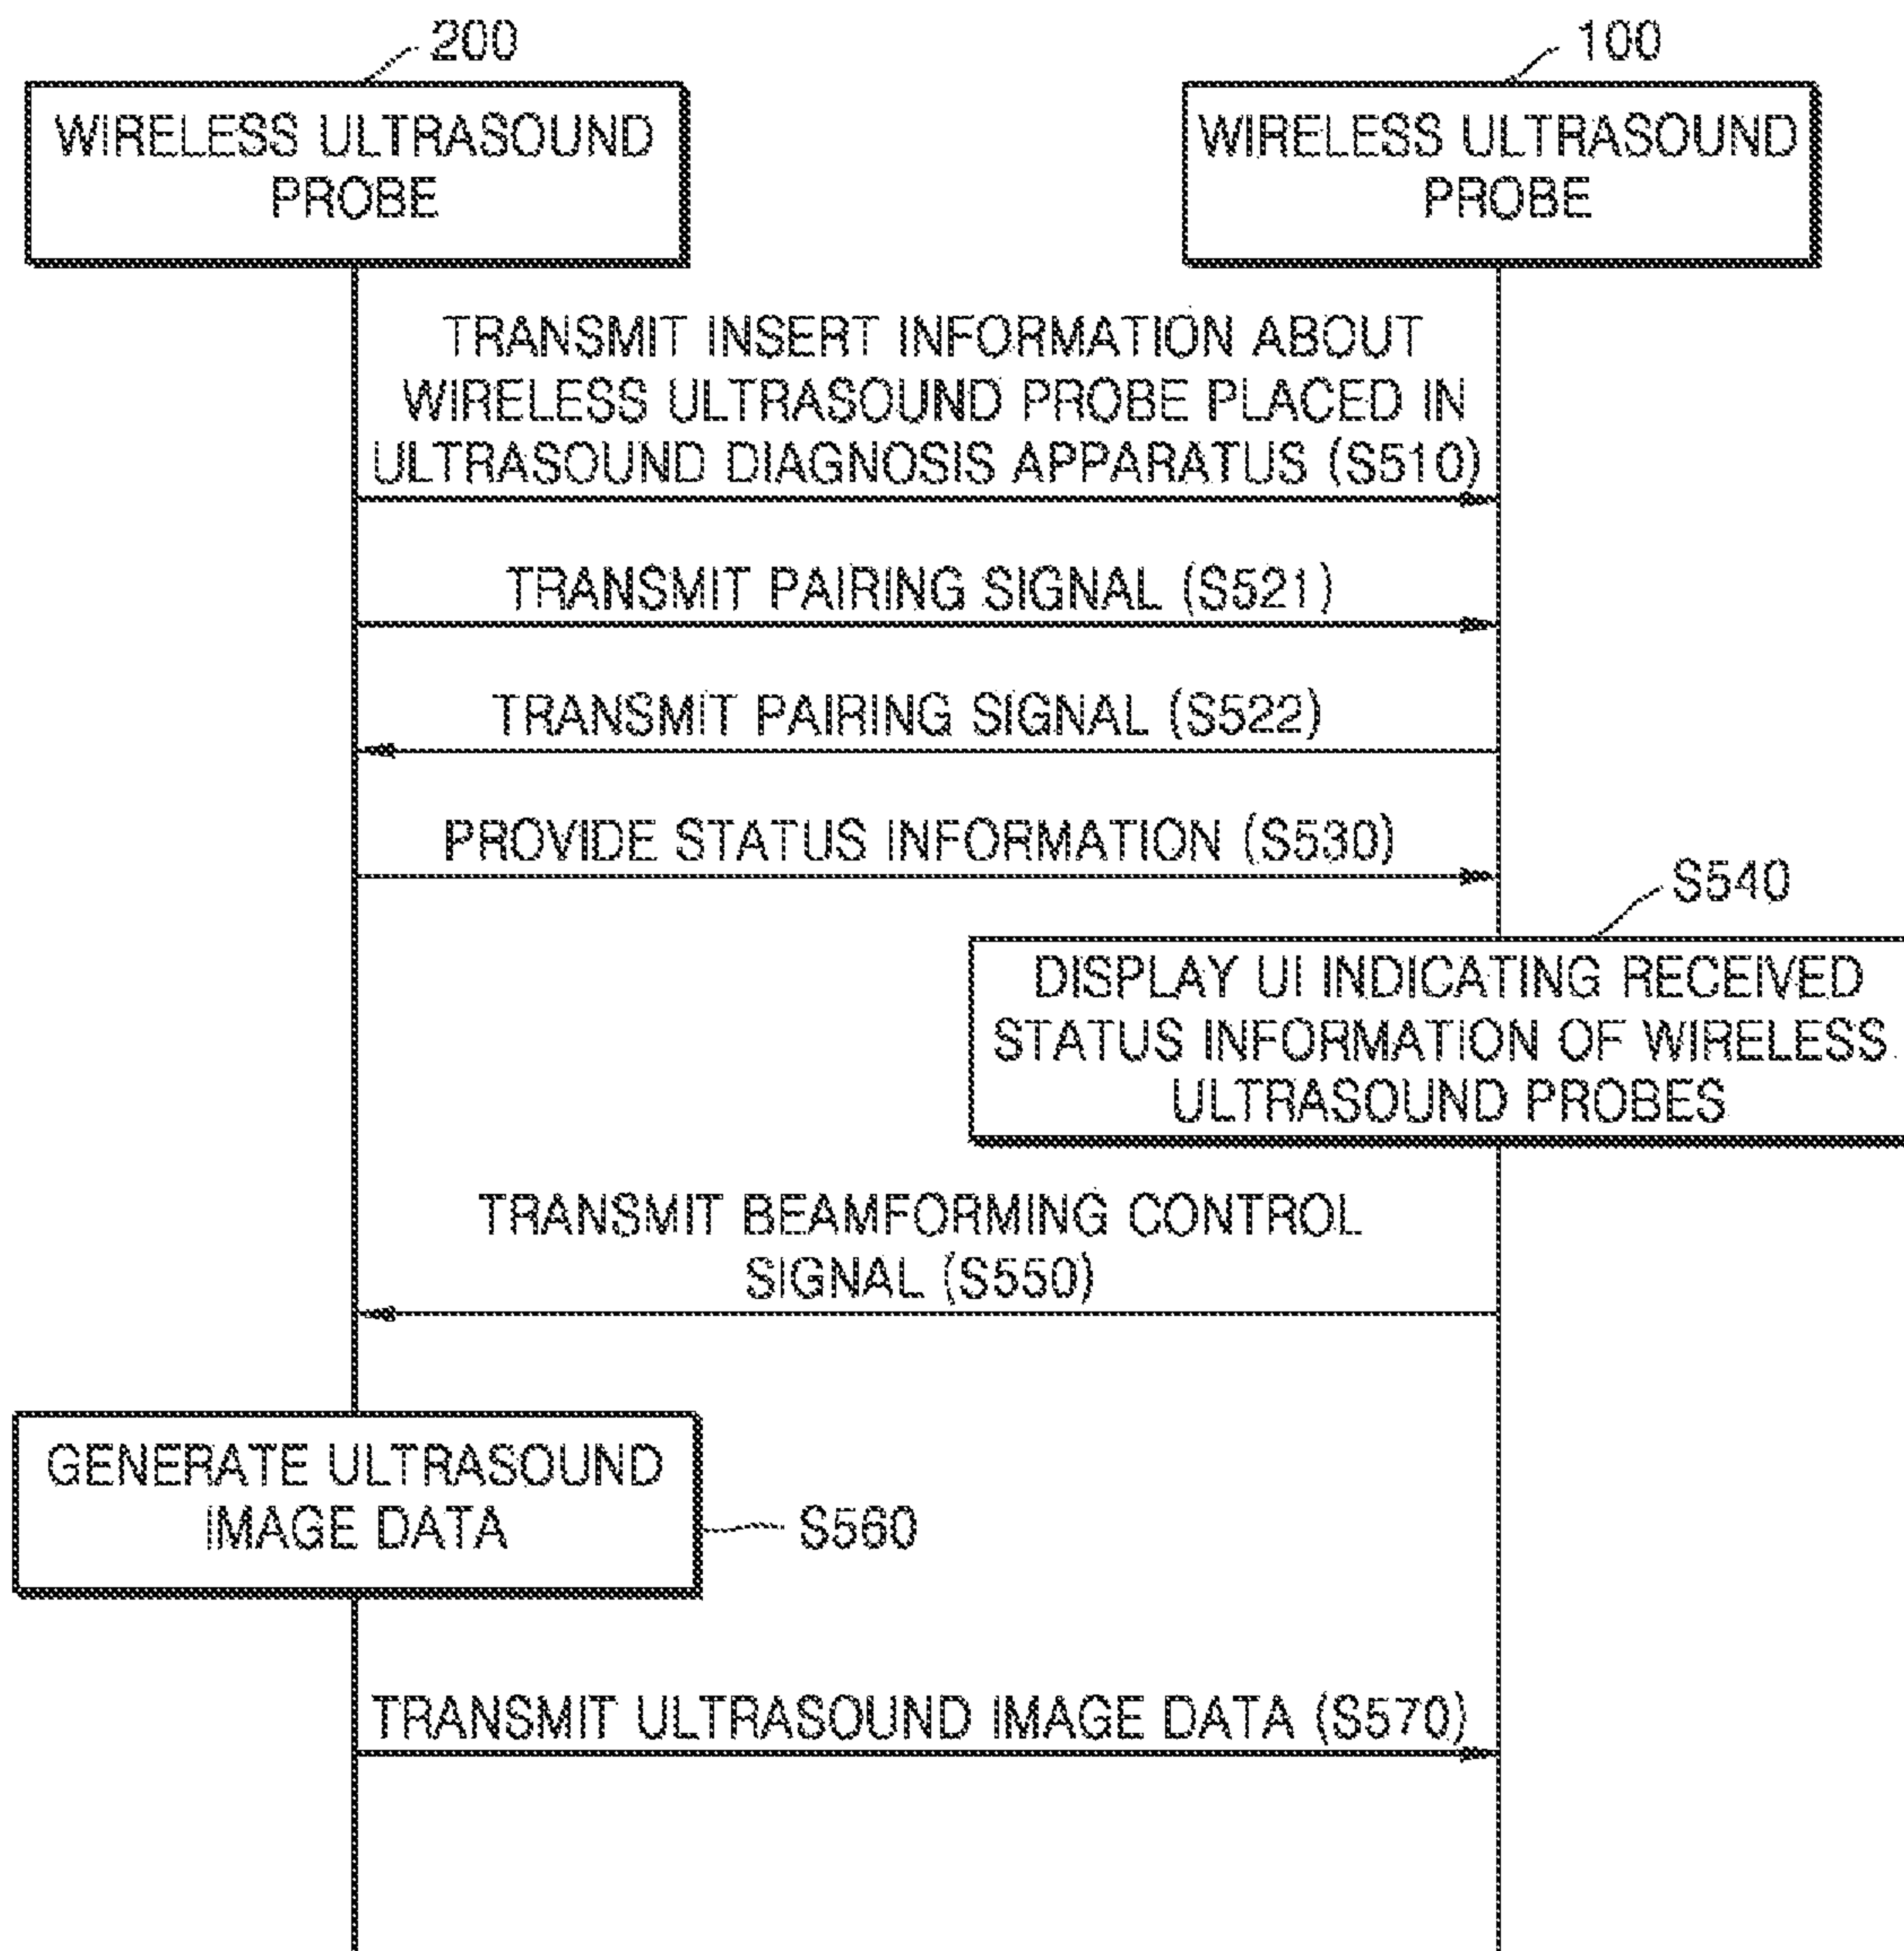 200
100
WIRELESS ULTRASOUND
PROBE
WIRELESS ULTRASOUND
PROBE
TRANSMIT INSERT INFORMATION ABOUT
WIRELESS ULTRASOUND PROBE PLACED IN
ULTRASOUND DIAGNOSIS APPARATUS (S510)
TRANSMIT PAIRING SIGNAL (S521)
TRANSMIT PAIRING SIGNAL (S522)
PROVIDE STATUS INFORMATION (S530)
S540
DISPLAY UI INDICATING RECEIVED
STATUS INFORMATION OF WIRELESS
ULTRASOUND PROBES
TRANSMIT BEAMFORMING CONTROL
SIGNAL (S550)
GENERATE ULTRASOUND
IMAGE DATA
S560
TRANSMIT ULTRASOUND IMAGE DATA (S570)